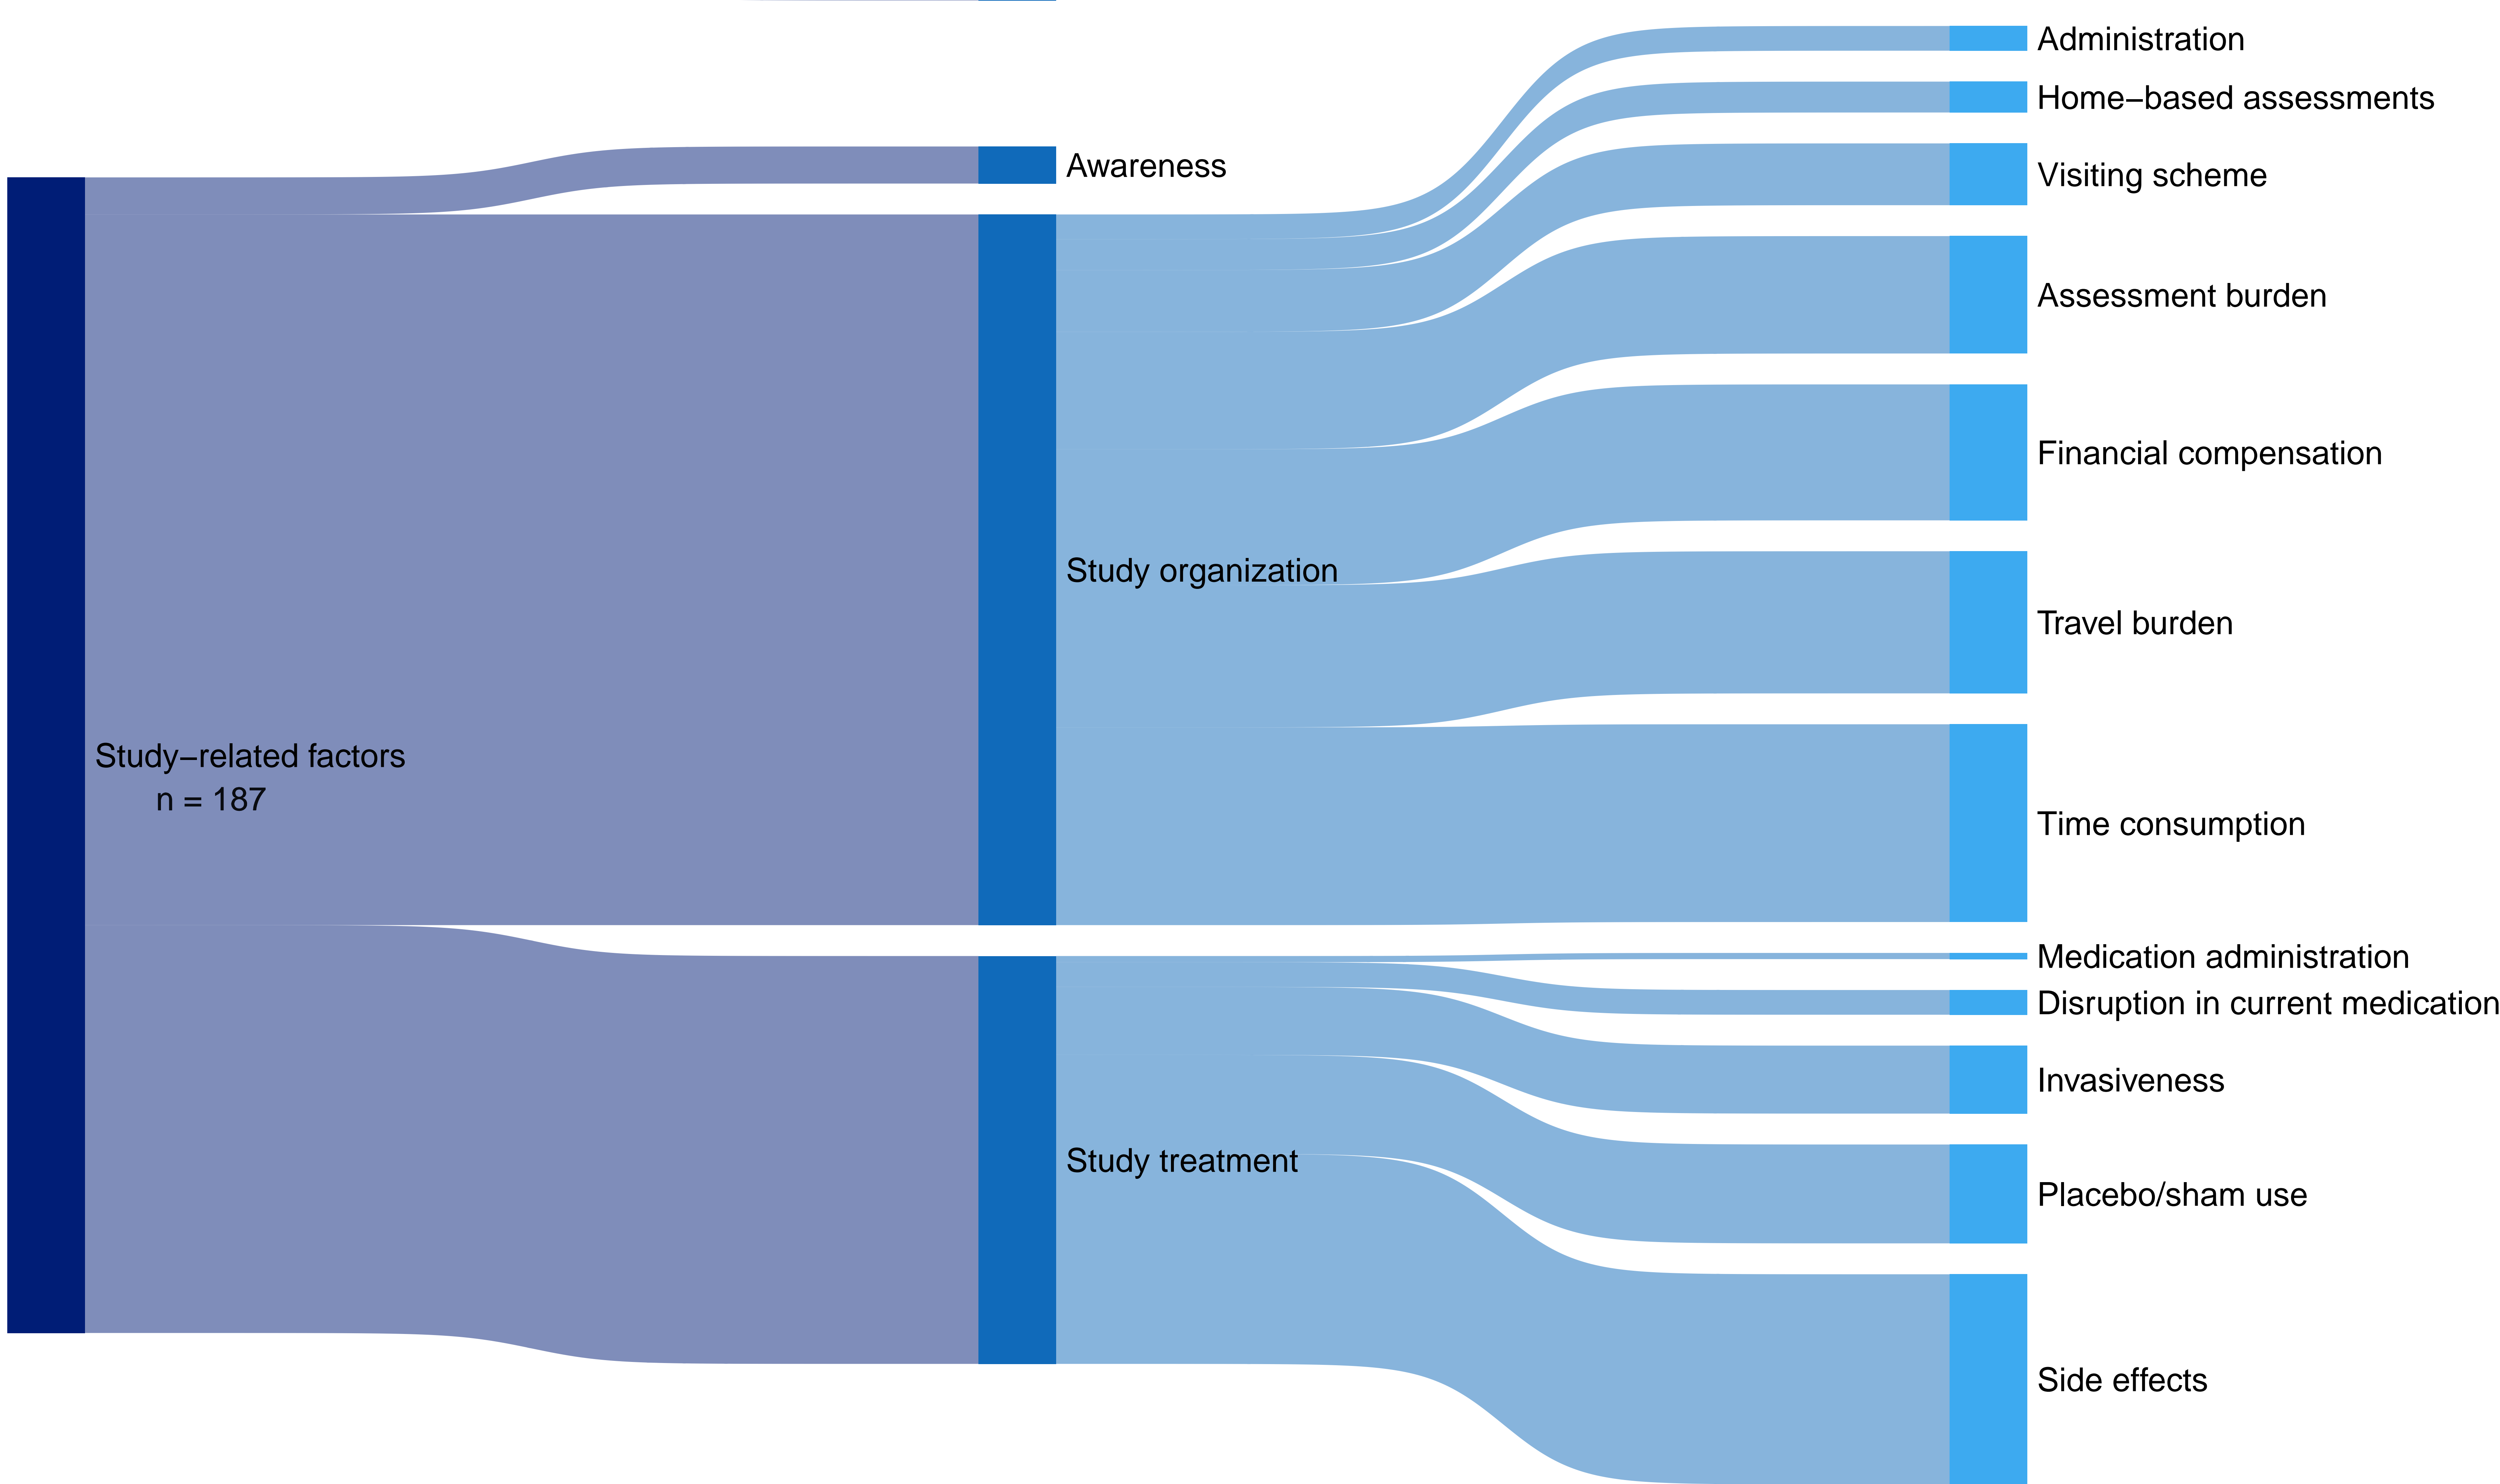 Study–related factors
n = 187
Awareness
Study organization
Study treatment
Administration
Home–based assessments
Visiting scheme
Assessment burden
Financial compensation
Travel burden
Time consumption
Medication administration
Disruption in current medication
Invasiveness
Placebo/sham use
Side effects